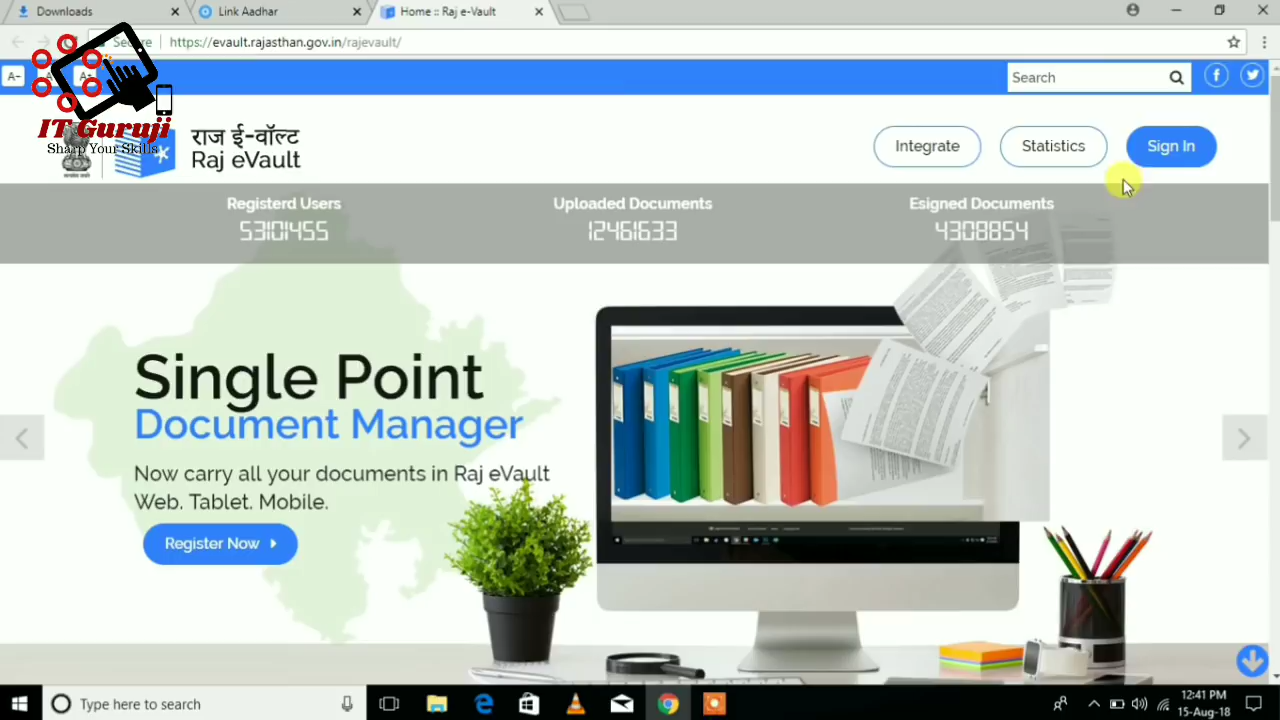 Downloads
Link Aadhar
Home :: Raj e-Vault
https://evault.rajasthan.gov.in/rajevault/
A-
Search
IT Guruji
Sharp Your Skills
राज ई-वॉल्ट
Raj eVault
Integrate
Statistics
Sign In
Registerd Users
Uploaded Documents
Esigned Documents
53101455
12461633
4308854
Single Point
Document Manager
Now carry all your documents in Raj eVault
Web. Tablet. Mobile.
Register Now
Type here to search
12:41 PM
15-Aug-18